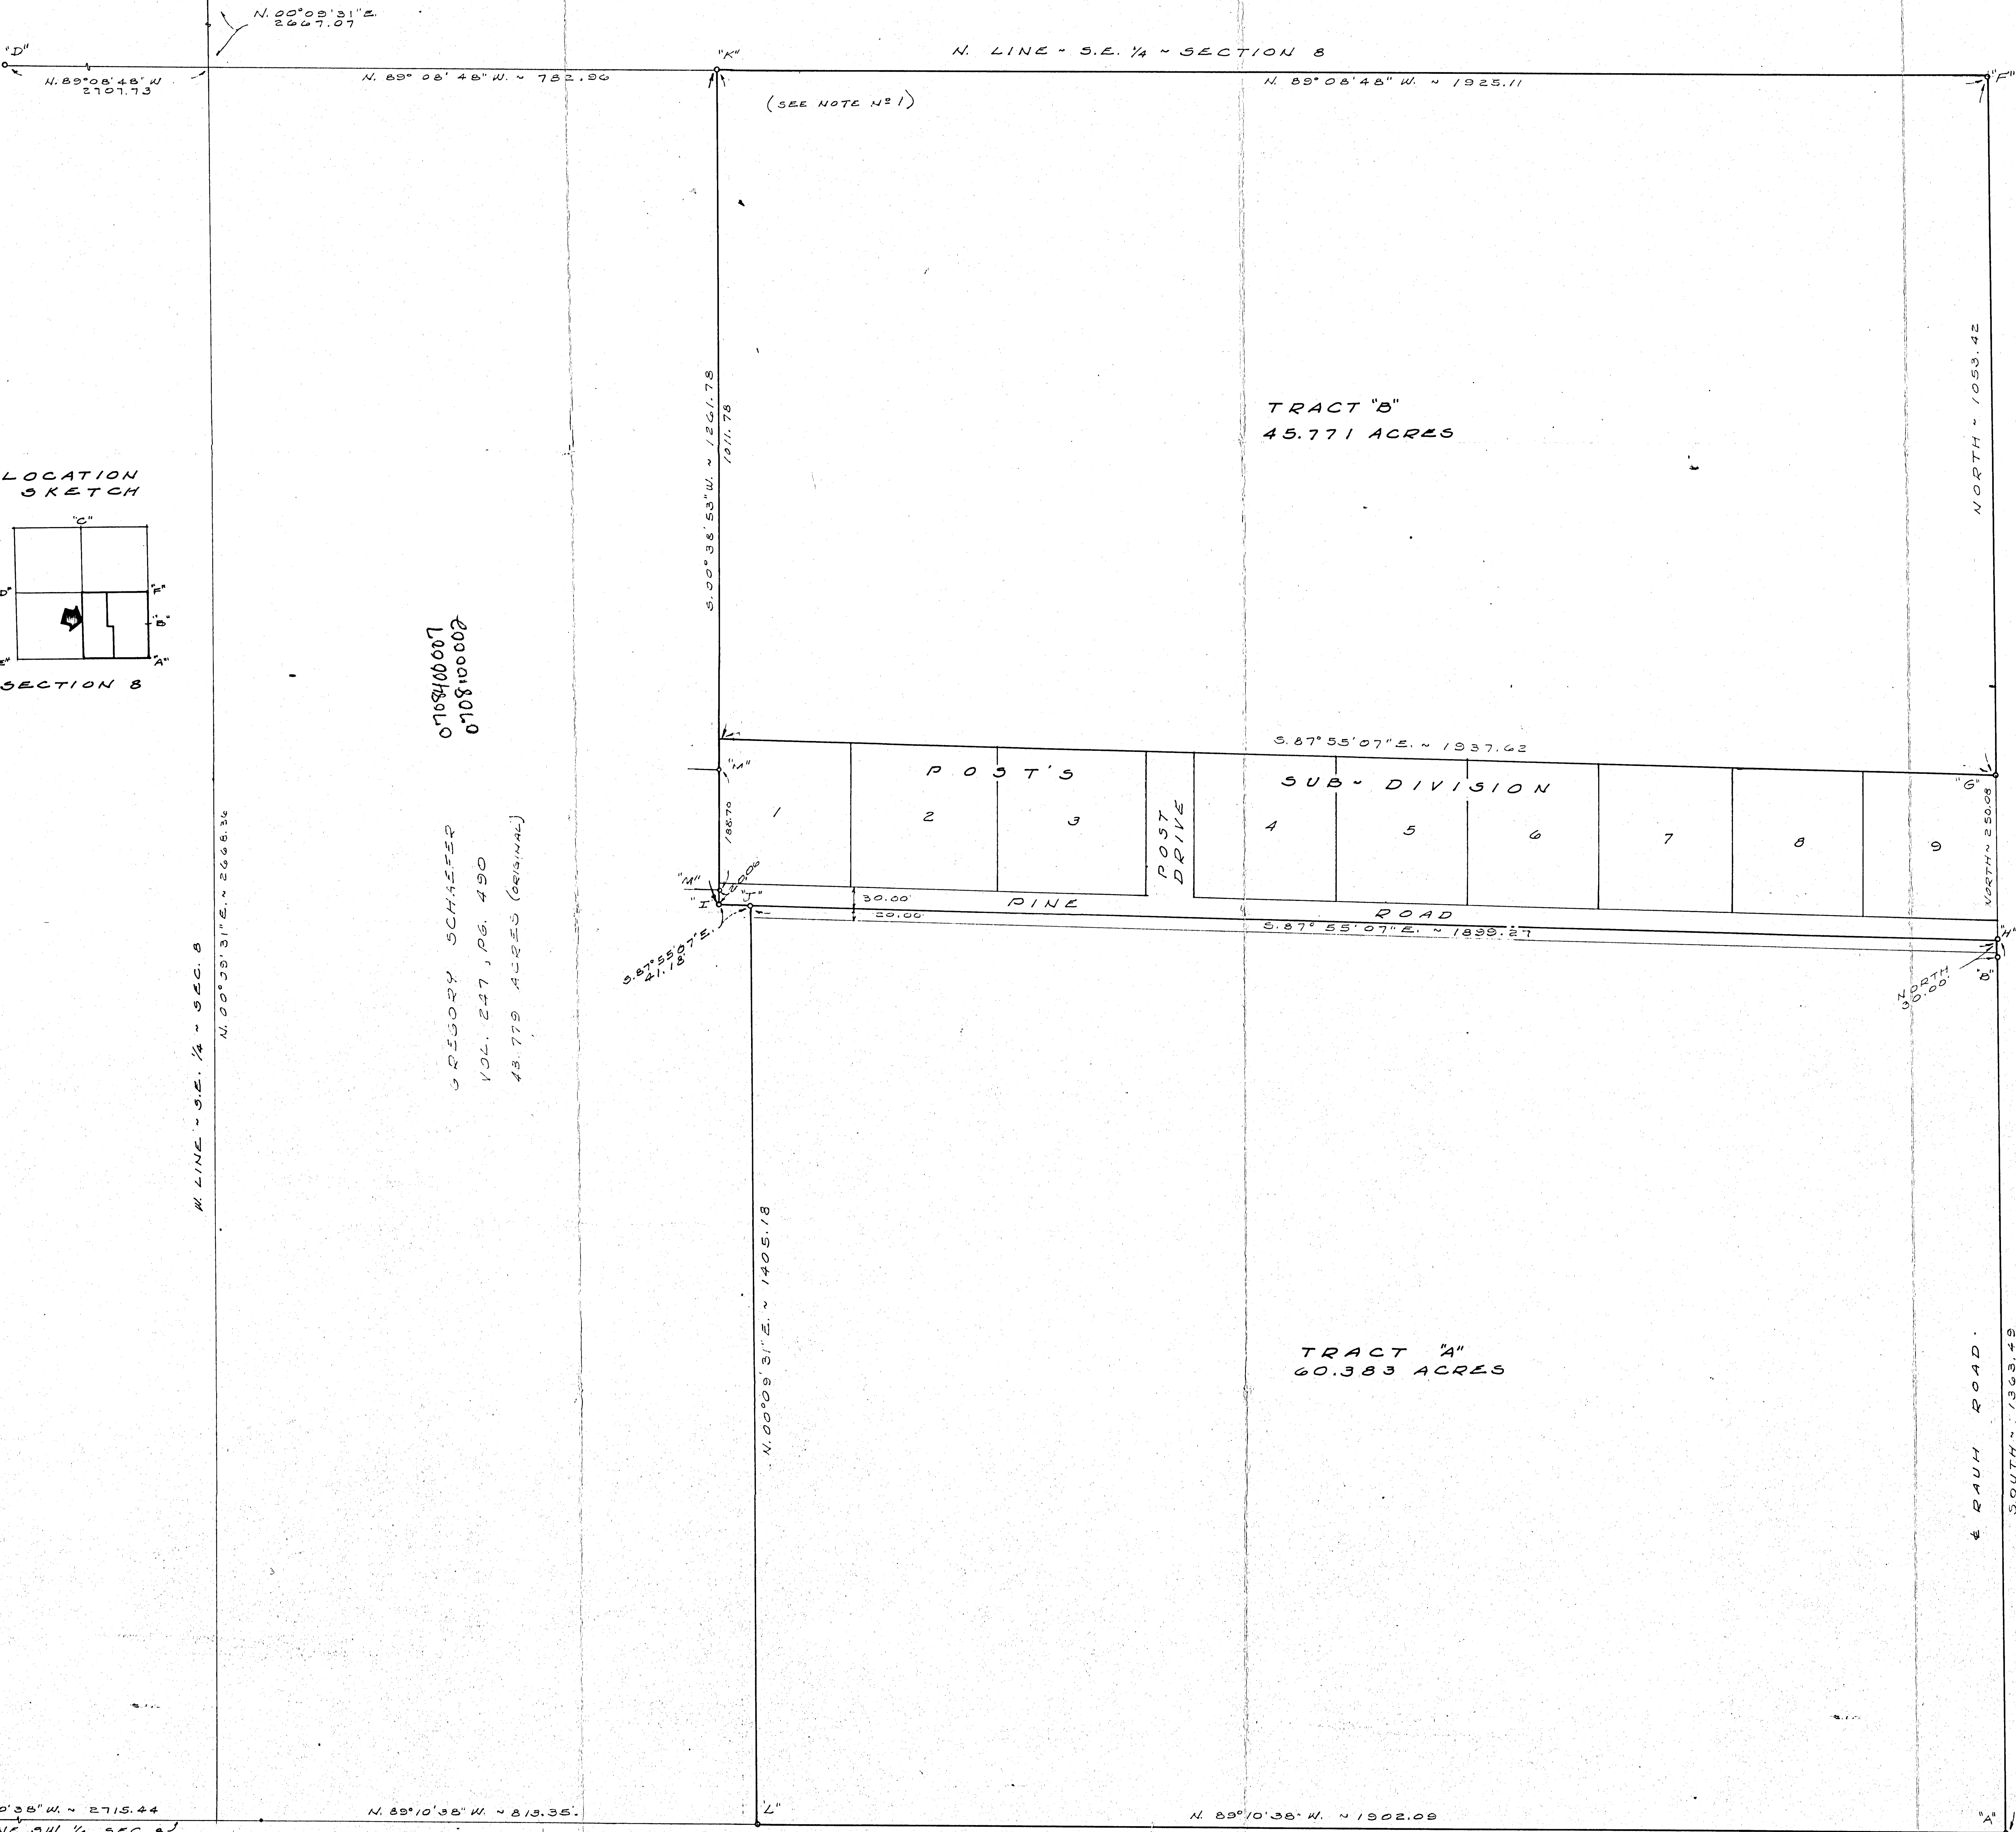 N. 00°09'31"E.
2667.07
"D"
N. 89°08'48" W.
2707.73
N. 89° 08' 48" W. ~ 782.96
"K"
N. LINE ~ S.E. 1/4 ~ SECTION 8
N. 89° 08' 48" W. ~ 1925.11
"F"
(SEE NOTE Nº 1)
NORTH ~ 1053.42
S. 00° 38' 53" W. ~ 1261.78
1011.78
TRACT "B"
45.771 ACRES
LOCATION
SKETCH
"C"
D"
"F"
"B"
E"
"A"
SECTION 8
0708400007
0708100002
S. 87° 55' 07" E. ~ 1937.62
"M"
POST'S
SUB~DIVISION
"G"
188.70
1
2
3
POST
DRIVE
4
5
6
7
8
9
NORTH ~ 250.08
"M"
"I"
"J"
30.00
20.00
PINE
ROAD
S. 87° 55' 07" E. ~ 1899.27
"H"
"B"
S. 87° 55' 07" E.
41.18
NORTH
30.00'
W. LINE ~ S.E. 1/4 ~ SEC. 8
N. 00° 09' 31" E. ~ 2668.36
GREGORY SCHAEFER
VOL. 247, PG. 490
43.779 ACRES (ORIGINAL)
N. 00° 09' 31" E. ~ 1405.18
TRACT "A"
60.383 ACRES
℄ RAUH ROAD
SOUTH ~ 1363.49
0'38" W. ~ 2715.44
N. 89°10'38" W. ~ 813.35'
"L"
N. 89°10'38" W. ~ 1902.09
"A"